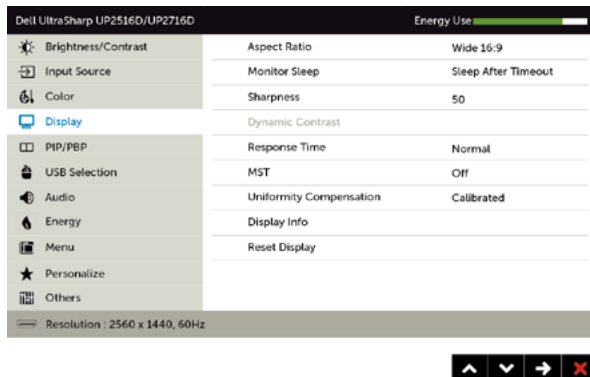 Dell UltraSharp UP2516D/UP2716D Energy Use
Brightness/Contrast Aspect Ratio Wide 16:9
Input Source Monitor Sleep Sleep After Timeout
Color Sharpness 50
Display Dynamic Contrast
PIP/PBP Response Time Normal
USB Selection MST Off
Audio Uniformity Compensation Calibrated
Energy Display Info
Menu Reset Display
Personalize
Others
Resolution : 2560 x 1440, 60Hz